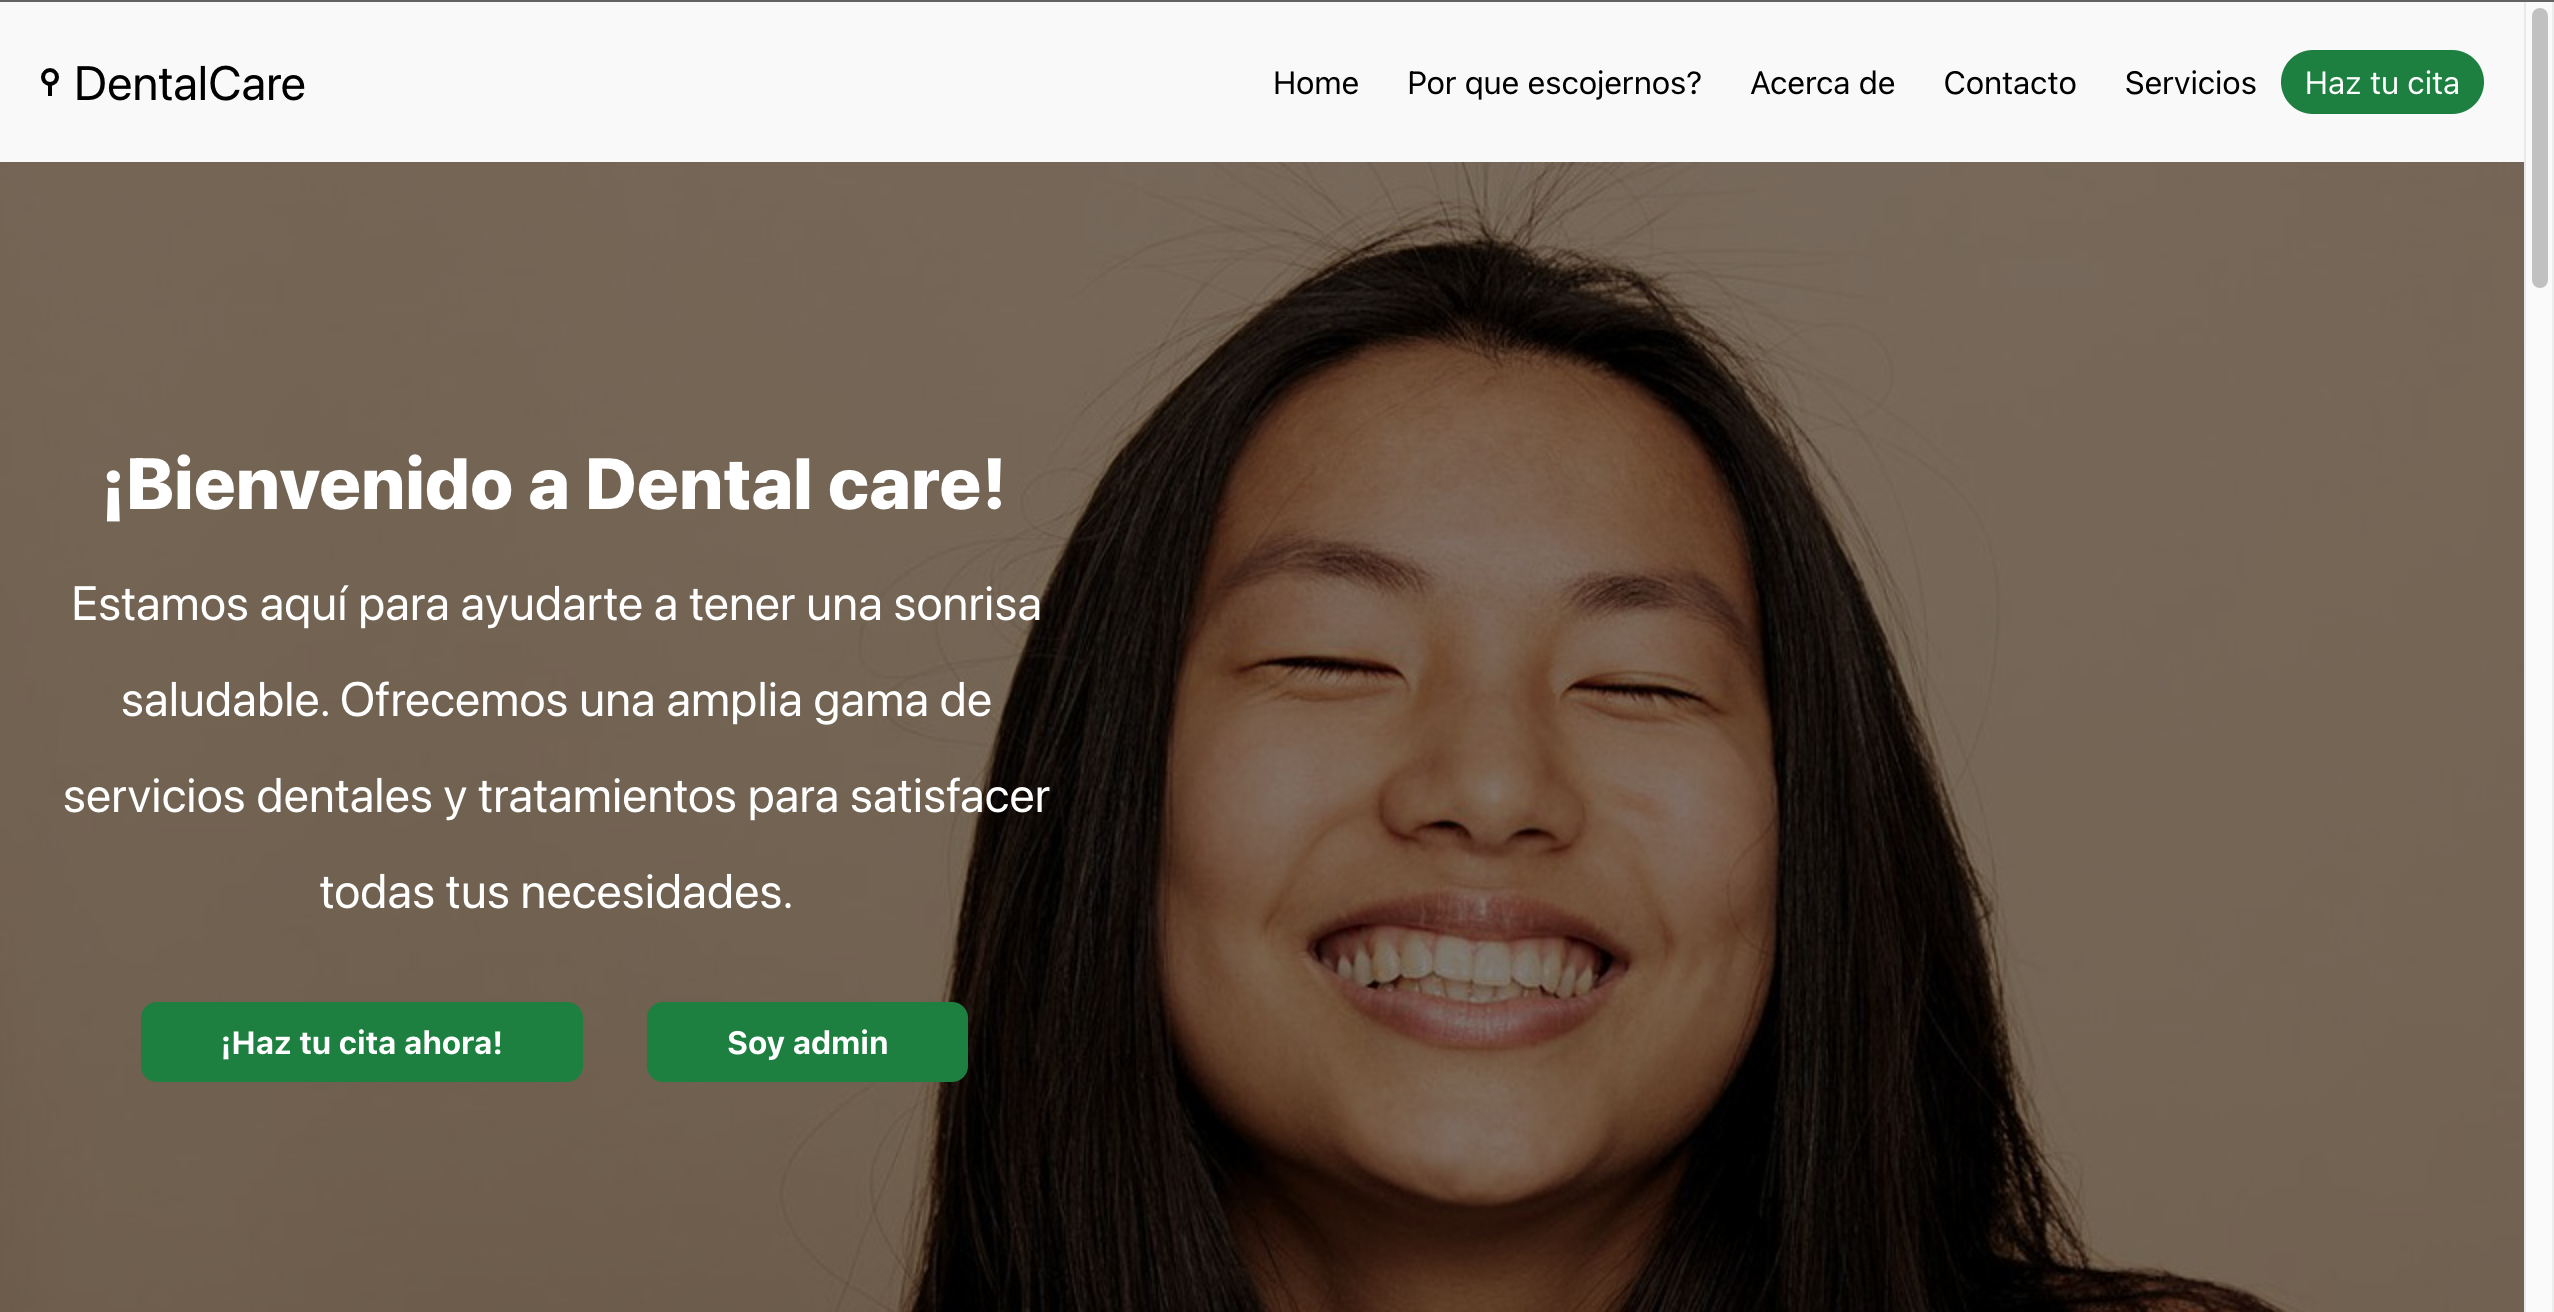 DentalCare
Home Por que escojernos? Acerca de Contacto Servicios Haz tu cita
¡Bienvenido a Dental care!
Estamos aquí para ayudarte a tener una sonrisa
saludable. Ofrecemos una amplia gama de
servicios dentales y tratamientos para satisfacer
todas tus necesidades.
¡Haz tu cita ahora! Soy admin